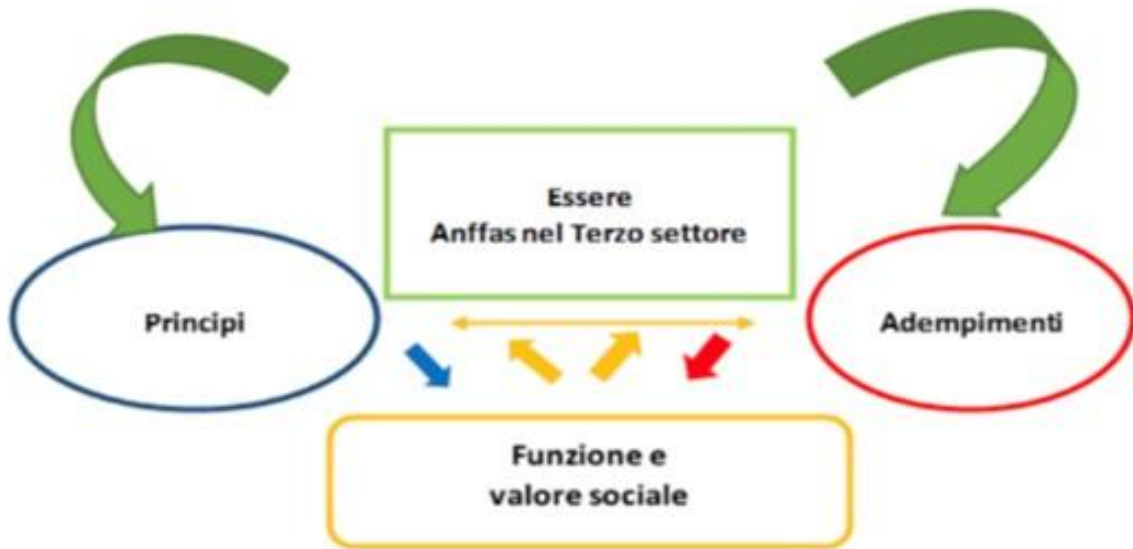 Essere
Anffas nel Terzo settore
Principi
Adempimenti
Funzione e
valore sociale